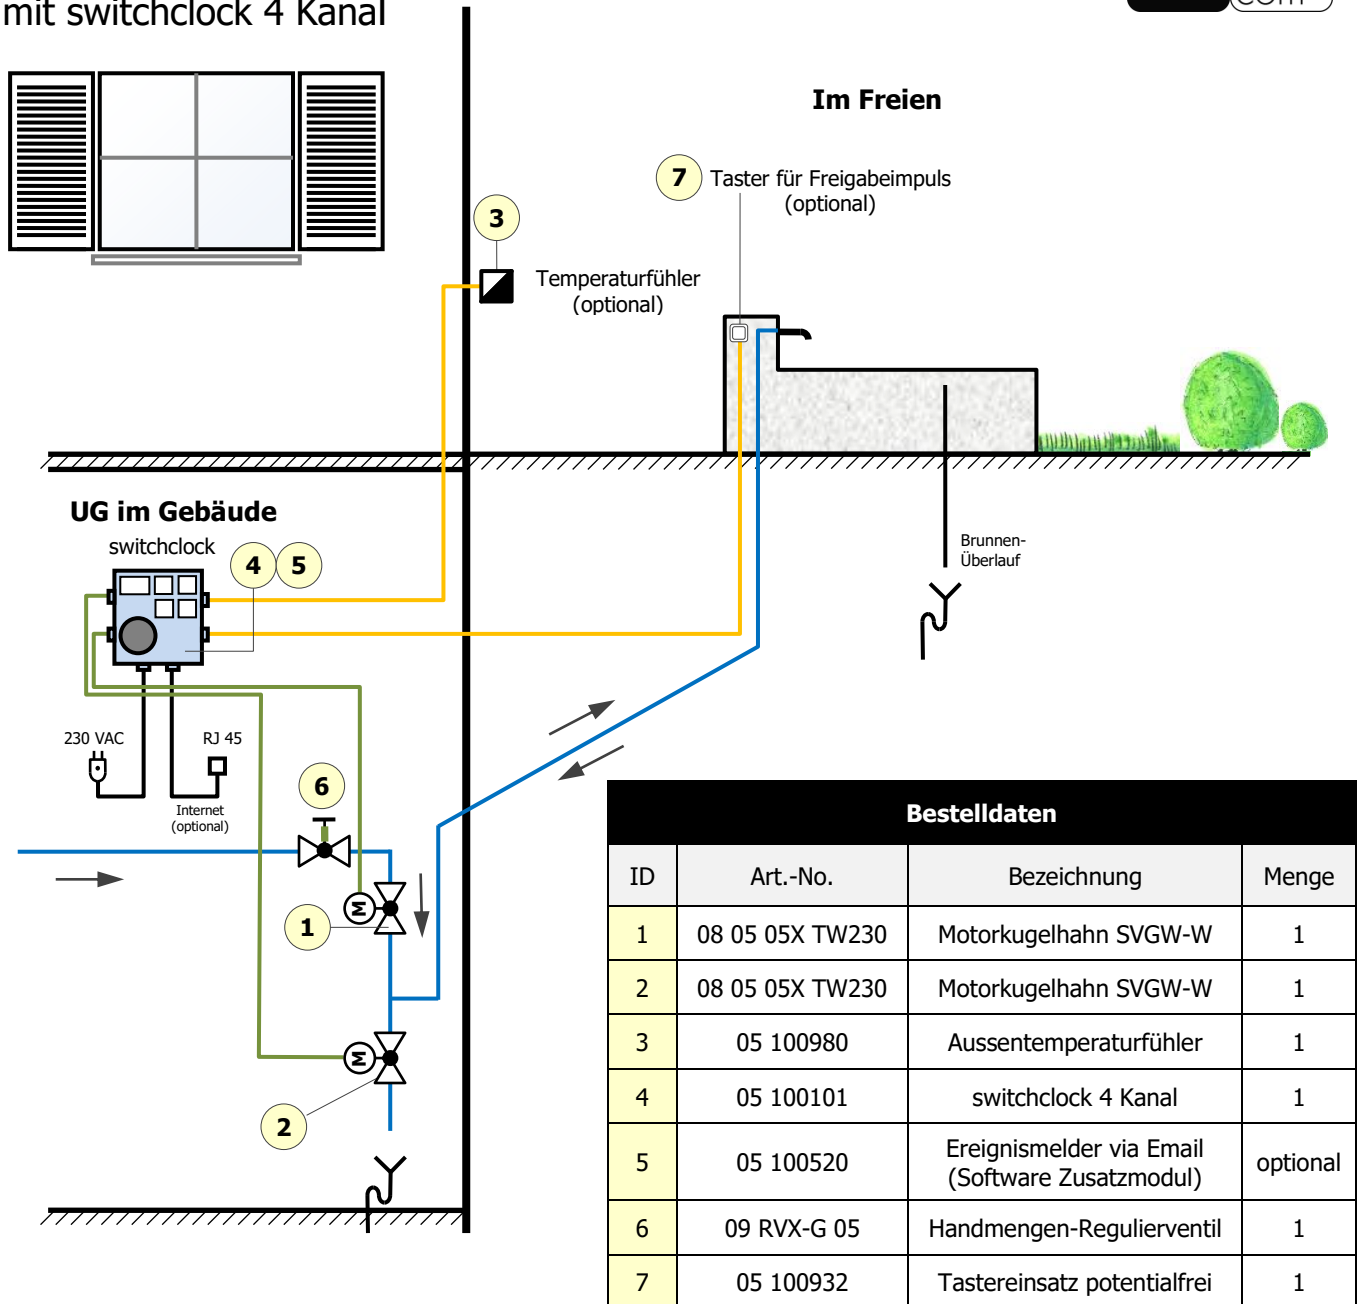 mit switchclock 4 Kanal
com
Im Freien
7 Taster für Freigabeimpuls
(optional)
3
Temperaturfühler
(optional)
UG im Gebäude
switchclock
4 5
Brunnen-
Überlauf
230 VAC
RJ 45
Internet
(optional)
6
M
1
M
2
Bestelldaten
ID Art.-No. Bezeichnung Menge
1 08 05 05X TW230 Motorkugelhahn SVGW-W 1
2 08 05 05X TW230 Motorkugelhahn SVGW-W 1
3 05 100980 Aussentemperaturfühler 1
4 05 100101 switchclock 4 Kanal 1
5 05 100520 Ereignismelder via Email
(Software Zusatzmodul) optional
6 09 RVX-G 05 Handmengen-Regulierventil 1
7 05 100932 Tastereinsatz potentialfrei 1